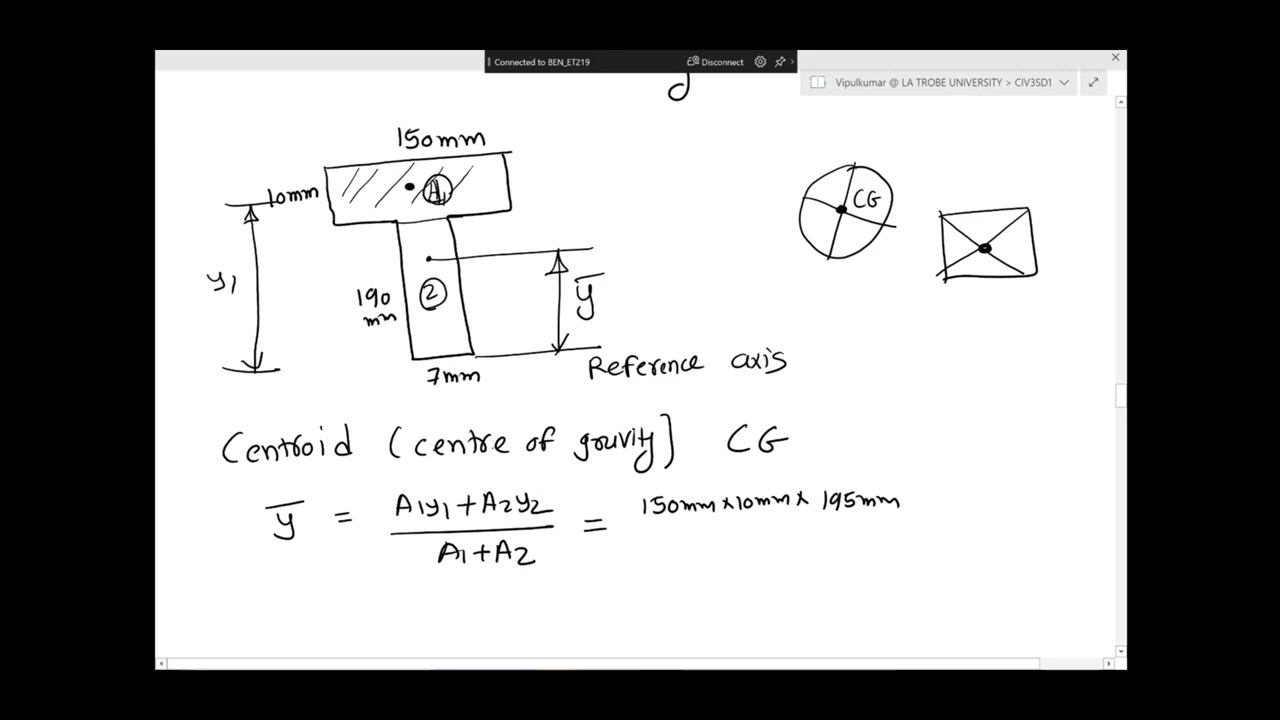 Connected to BEN_ET219 Disconnect
Vipulkumar @ LA TROBE UNIVERSITY > CIV3SD1
150mm
10mm
A1
CG
y1
190
mm
2
y̅
7mm
Reference axis
Centroid (centre of gravity) CG
y̅ = A1y1+A2y2 / A1+A2 = 150mm×10mm× 195mm